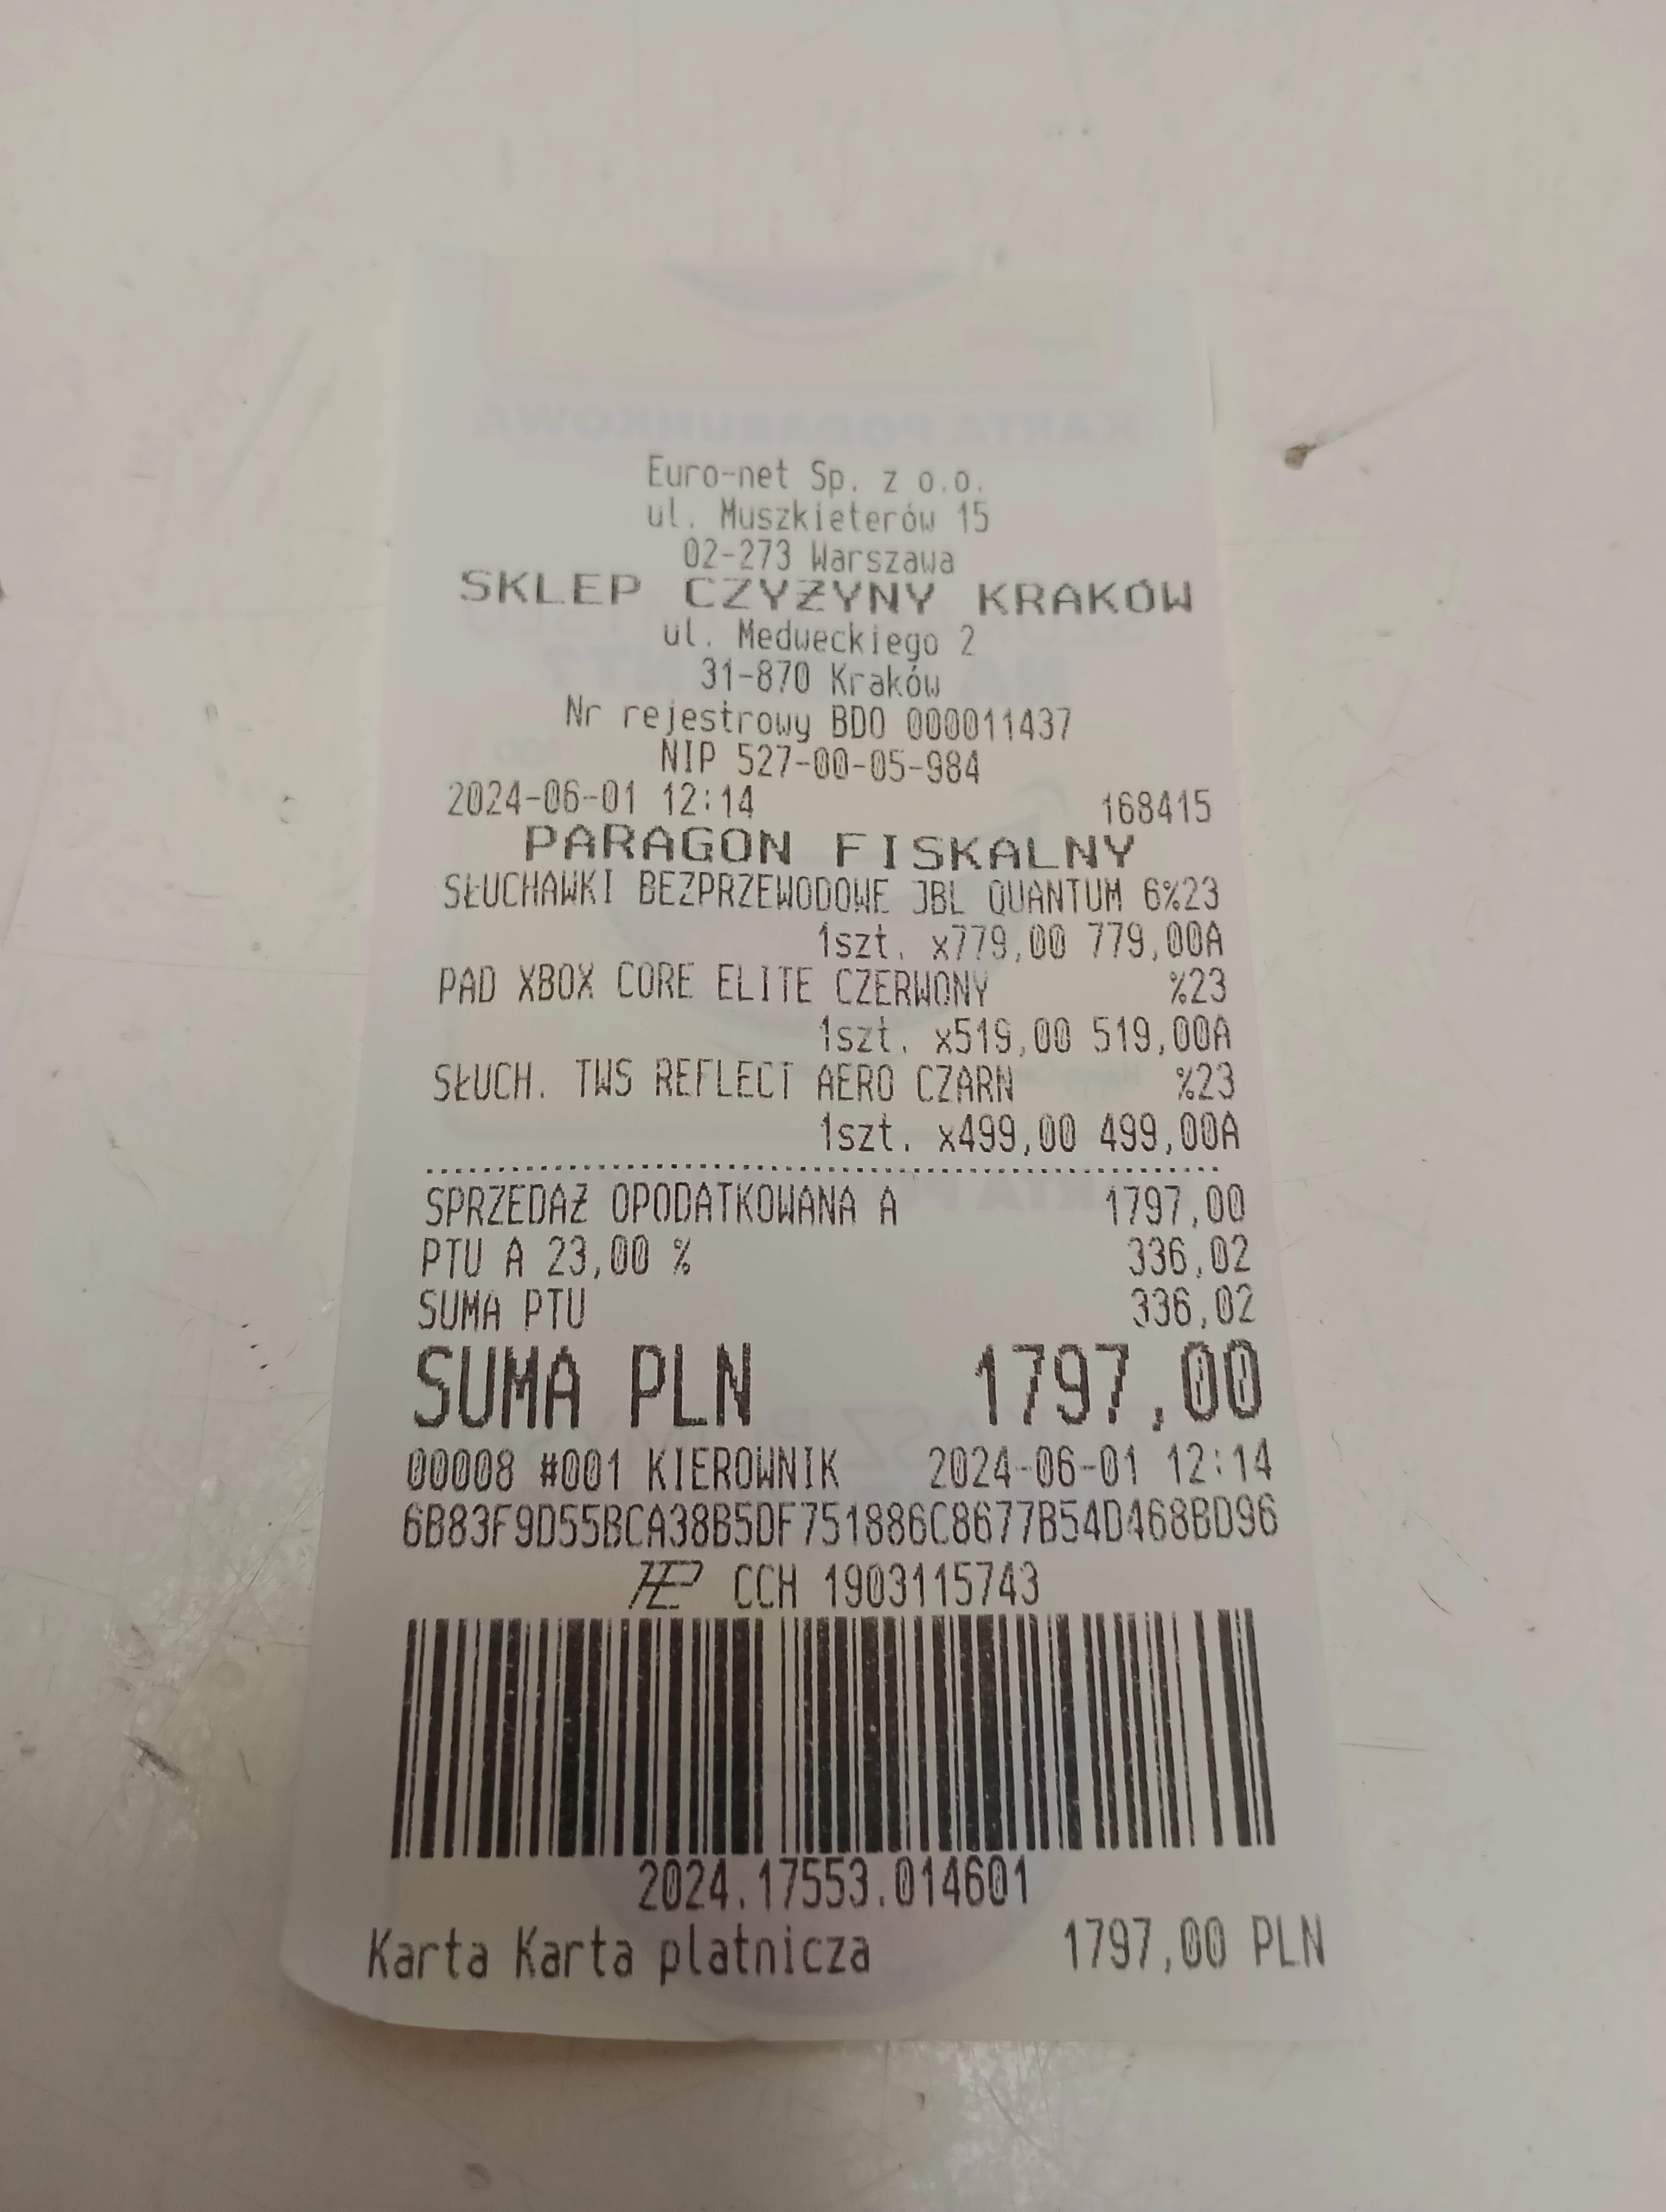 Euro-net Sp. z o.o.
ul. Muszkieterów 15
02-273 Warszawa
SKLEP CZYŻYNY KRAKÓW
ul. Medweckiego 2
31-870 Kraków
Nr rejestrowy BDO 000011437
NIP 527-00-05-984
2024-06-01 12:14 168415
PARAGON FISKALNY
SŁUCHAWKI BEZPRZEWODOWE JBL QUANTUM 6%23
1szt. x779,00 779,00A
PAD XBOX CORE ELITE CZERWONY %23
1szt. x519,00 519,00A
SŁUCH. TWS REFLECT AERO CZARN %23
1szt. x499,00 499,00A
SPRZEDAŻ OPODATKOWANA A 1797,00
PTU A 23,00 % 336,02
SUMA PTU 336,02
SUMA PLN 1797,00
00008 #001 KIEROWNIK 2024-06-01 12:14
6B83F9D55BCA38B5DF751886C8677B54D468BD96
CCH 1903115743
2024.17553.014601
Karta Karta płatnicza 1797,00 PLN